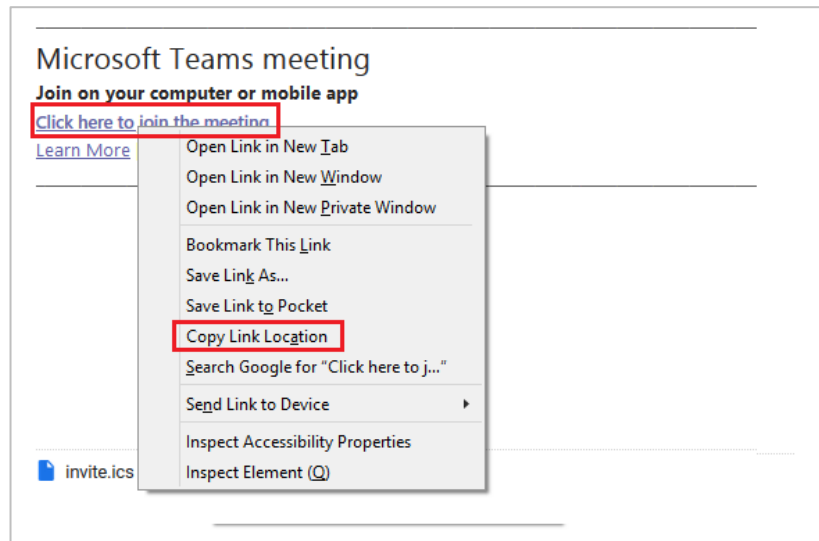 Microsoft Teams meeting
Join on your computer or mobile app
Click here to join the meeting
Learn More
Open Link in New Tab
Open Link in New Window
Open Link in New Private Window
Bookmark This Link
Save Link As...
Save Link to Pocket
Copy Link Location
Search Google for “Click here to j...”
Send Link to Device
Inspect Accessibility Properties
Inspect Element (Q)
invite.ics